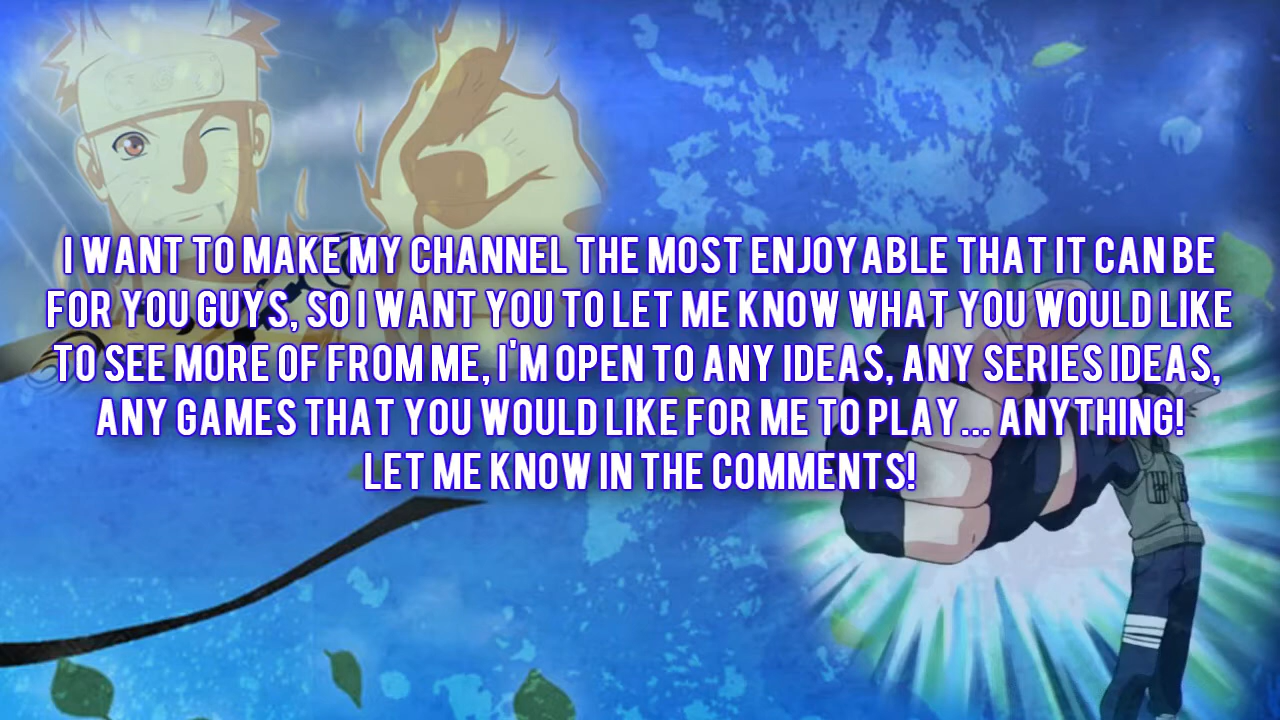 I WANT TO MAKE MY CHANNEL THE MOST ENJOYABLE THAT IT CAN BE
FOR YOU GUYS, SO I WANT YOU TO LET ME KNOW WHAT YOU WOULD LIKE
TO SEE MORE OF FROM ME, I'M OPEN TO ANY IDEAS, ANY SERIES IDEAS,
ANY GAMES THAT YOU WOULD LIKE FOR ME TO PLAY... ANYTHING!
LET ME KNOW IN THE COMMENTS!